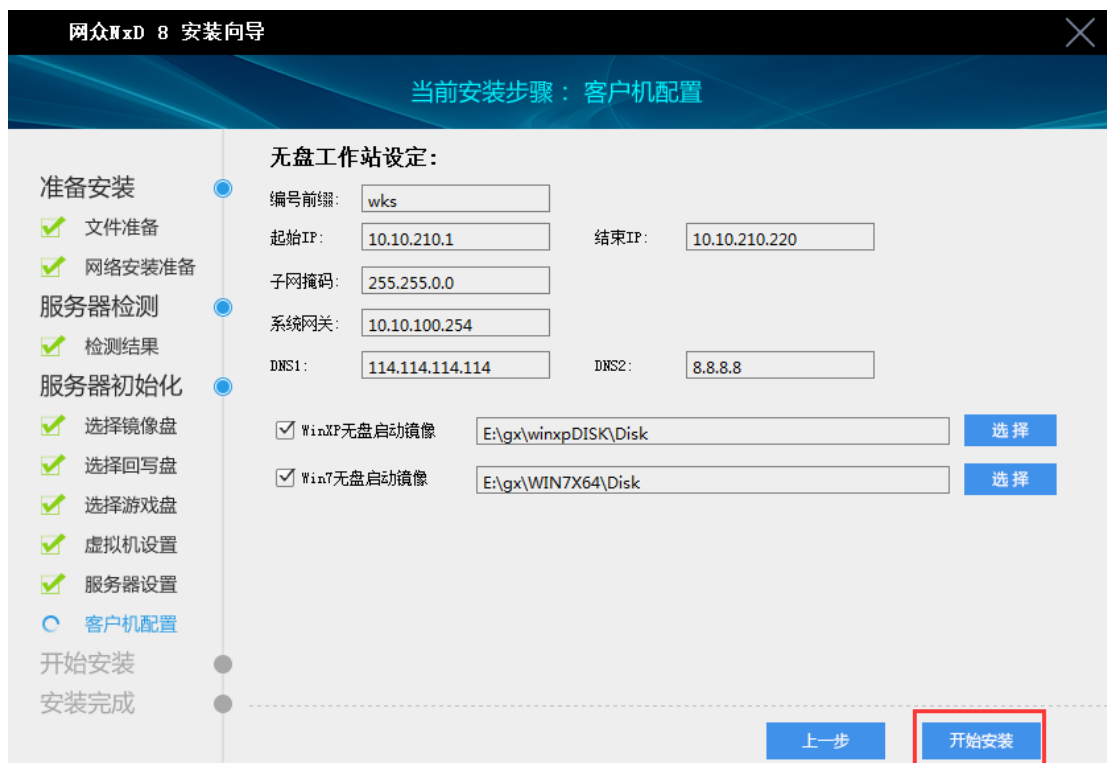 网众NxD 8 安装向导
当前安装步骤： 客户机配置
准备安装
文件准备
网络安装准备
服务器检测
检测结果
服务器初始化
选择镜像盘
选择回写盘
选择游戏盘
虚拟机设置
服务器设置
客户机配置
开始安装
安装完成
无盘工作站设定:
编号前缀: wks
起始IP: 10.10.210.1 结束IP: 10.10.210.220
子网掩码: 255.255.0.0
系统网关: 10.10.100.254
DNS1: 114.114.114.114 DNS2: 8.8.8.8
WinXP无盘启动镜像 E:\gx\winxpDISK\Disk 选择
Win7无盘启动镜像 E:\gx\WIN7X64\Disk 选择
上一步 开始安装